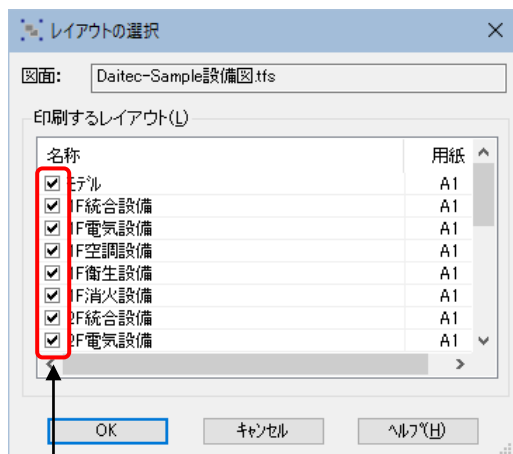 レイアウトの選択
図面: Daitec-Sample設備図.tfs
印刷するレイアウト(L)
名称 用紙
モデル A1
1F統合設備 A1
1F電気設備 A1
1F空調設備 A1
1F衛生設備 A1
1F消火設備 A1
2F統合設備 A1
2F電気設備 A1
OK キャンセル ヘルプ(H)